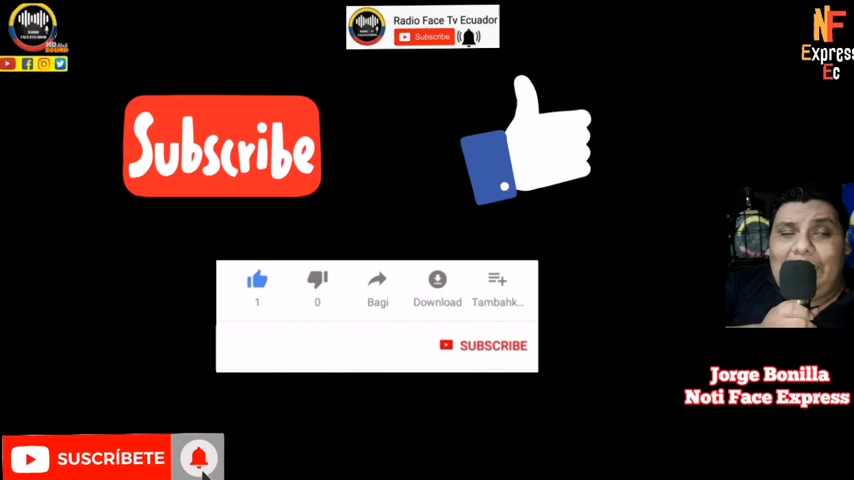 Radio Face Tv Ecuador
Subscribe
NF
Express
Ec
Subscribe
1
0
Bagi
Download
Tambahk...
SUBSCRIBE
Jorge Bonilla
Noti Face Express
SUSCRÍBETE